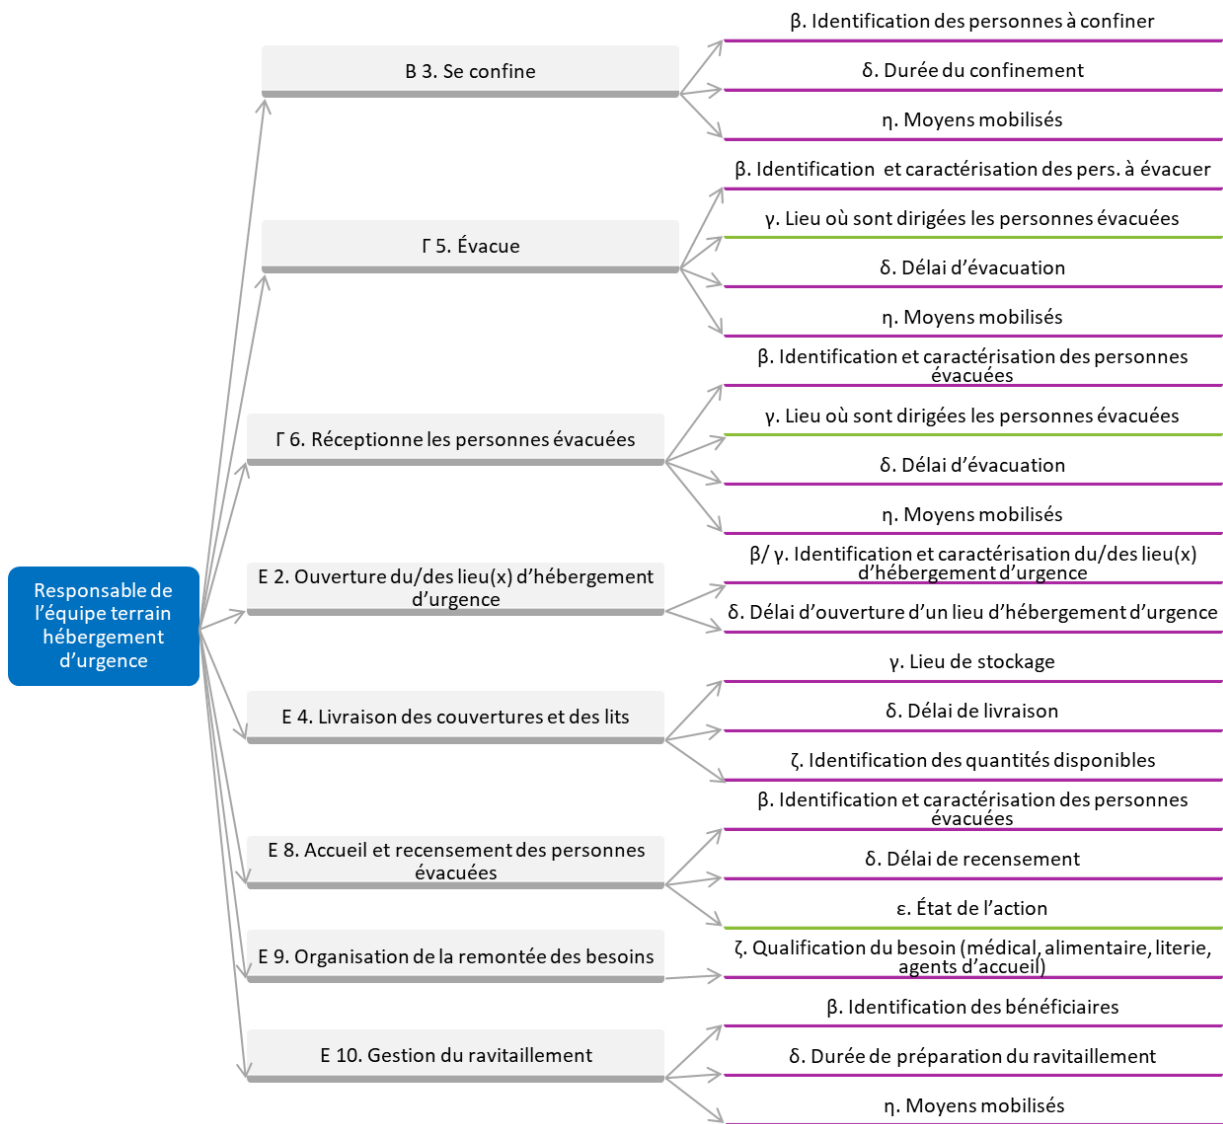 β. Identification des personnes à confiner
B 3. Se confine
δ. Durée du confinement
η. Moyens mobilisés
β. Identification et caractérisation des pers. à évacuer
γ. Lieu où sont dirigées les personnes évacuées
Γ 5. Évacue
δ. Délai d’évacuation
η. Moyens mobilisés
β. Identification et caractérisation des personnes
évacuées
γ. Lieu où sont dirigées les personnes évacuées
Γ 6. Réceptionne les personnes évacuées
δ. Délai d’évacuation
η. Moyens mobilisés
Responsable de
l’équipe terrain
hébergement
d’urgence
β/ γ. Identification et caractérisation du/des lieu(x)
d’hébergement d’urgence
E 2. Ouverture du/des lieu(x) d’hébergement
d’urgence
δ. Délai d’ouverture d’un lieu d’hébergement d’urgence
γ. Lieu de stockage
E 4. Livraison des couvertures et des lits
δ. Délai de livraison
ζ. Identification des quantités disponibles
β. Identification et caractérisation des personnes
évacuées
E 8. Accueil et recensement des personnes
évacuées
δ. Délai de recensement
ε. État de l’action
E 9. Organisation de la remontée des besoins
ζ. Qualification du besoin (médical, alimentaire, literie,
agents d’accueil)
β. Identification des bénéficiaires
E 10. Gestion du ravitaillement
δ. Durée de préparation du ravitaillement
η. Moyens mobilisés